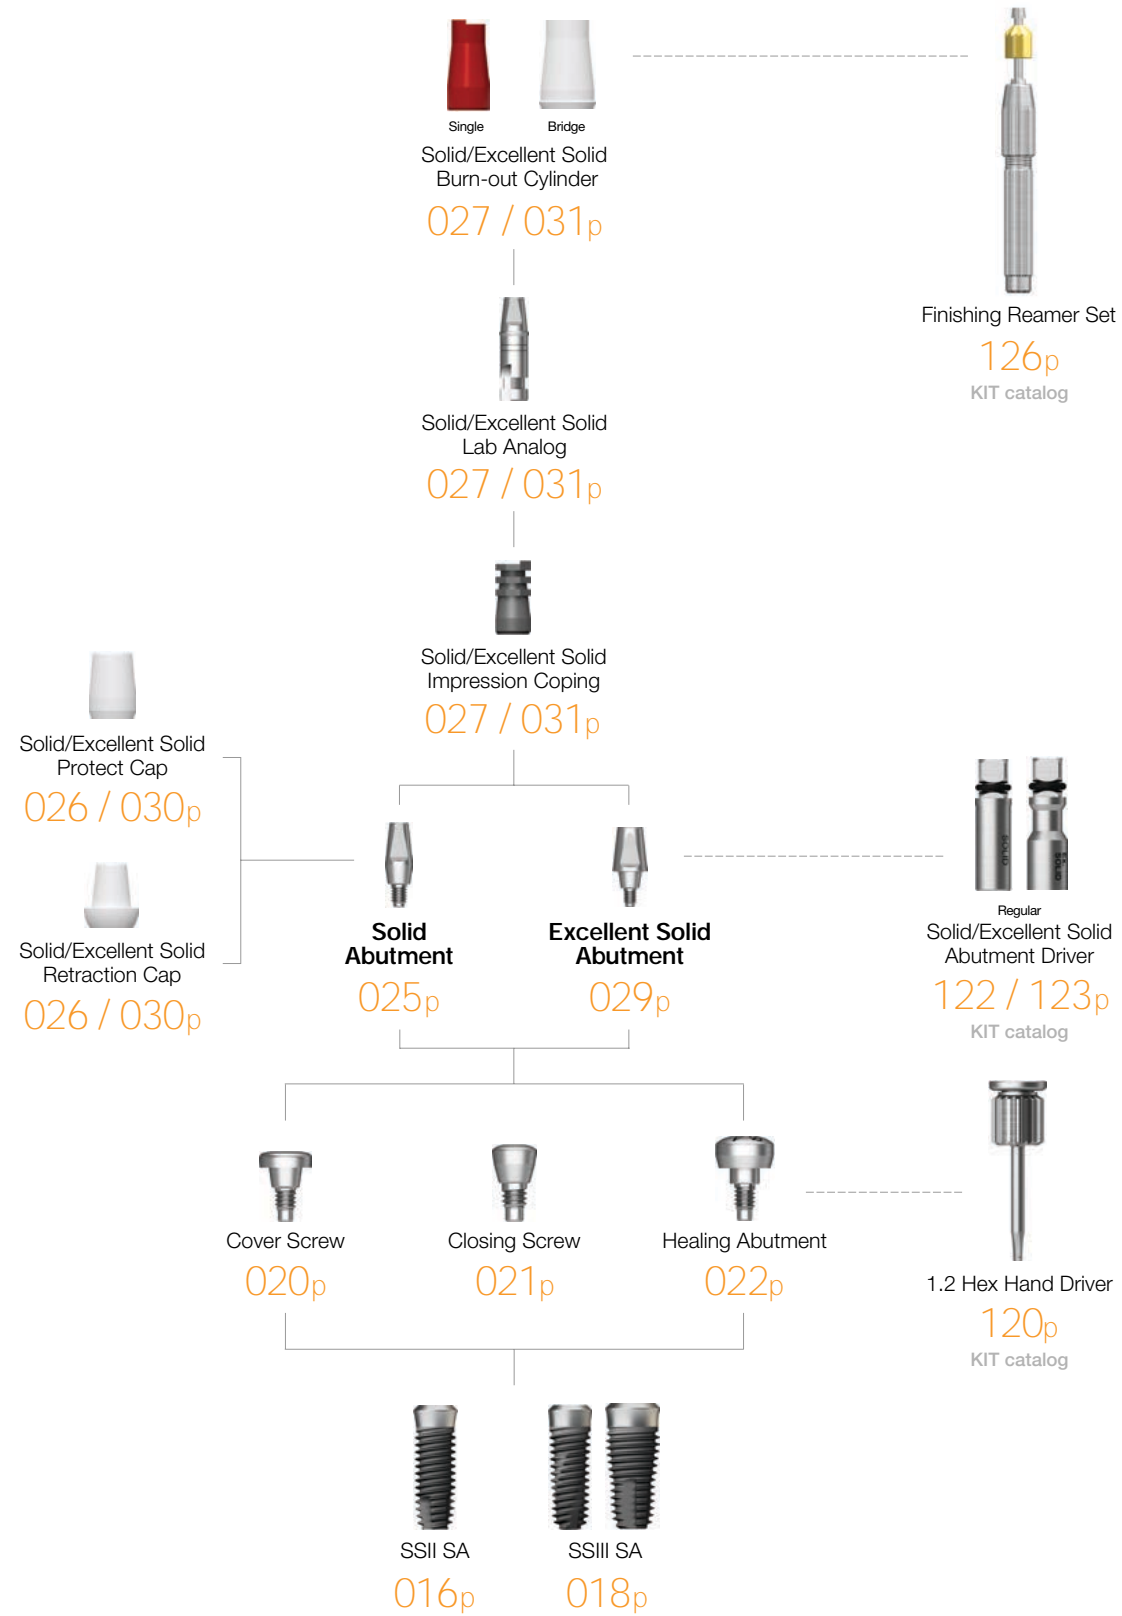 Single
Bridge
Solid/Excellent Solid
Burn-out Cylinder
027 / 031p
Finishing Reamer Set
126p
KIT catalog
Solid/Excellent Solid
Lab Analog
027 / 031p
Solid/Excellent Solid
Impression Coping
027 / 031p
Solid/Excellent Solid
Protect Cap
026 / 030p
Solid/Excellent Solid
Retraction Cap
026 / 030p
Solid
Abutment
025p
Excellent Solid
Abutment
029p
SOLID
SOLID
Regular
Solid/Excellent Solid
Abutment Driver
122 / 123p
KIT catalog
Cover Screw
020p
Closing Screw
021p
Healing Abutment
022p
1.2 Hex Hand Driver
120p
KIT catalog
SSII SA
016p
SSIII SA
018p